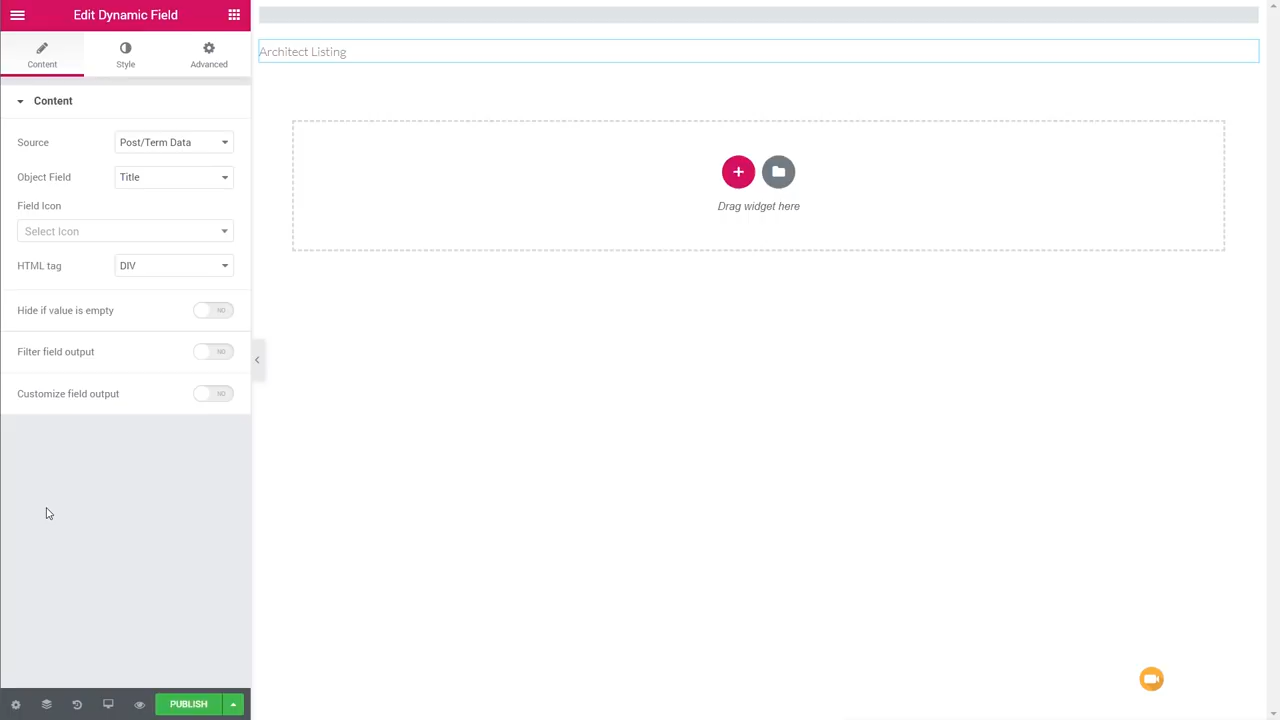 Edit Dynamic Field
Content
Style
Advanced
Content
Source
Post/Term Data
Object Field
Title
Field Icon
Select Icon
HTML tag
DIV
Hide if value is empty
NO
Filter field output
NO
Customize field output
NO
PUBLISH
Architect Listing
Drag widget here